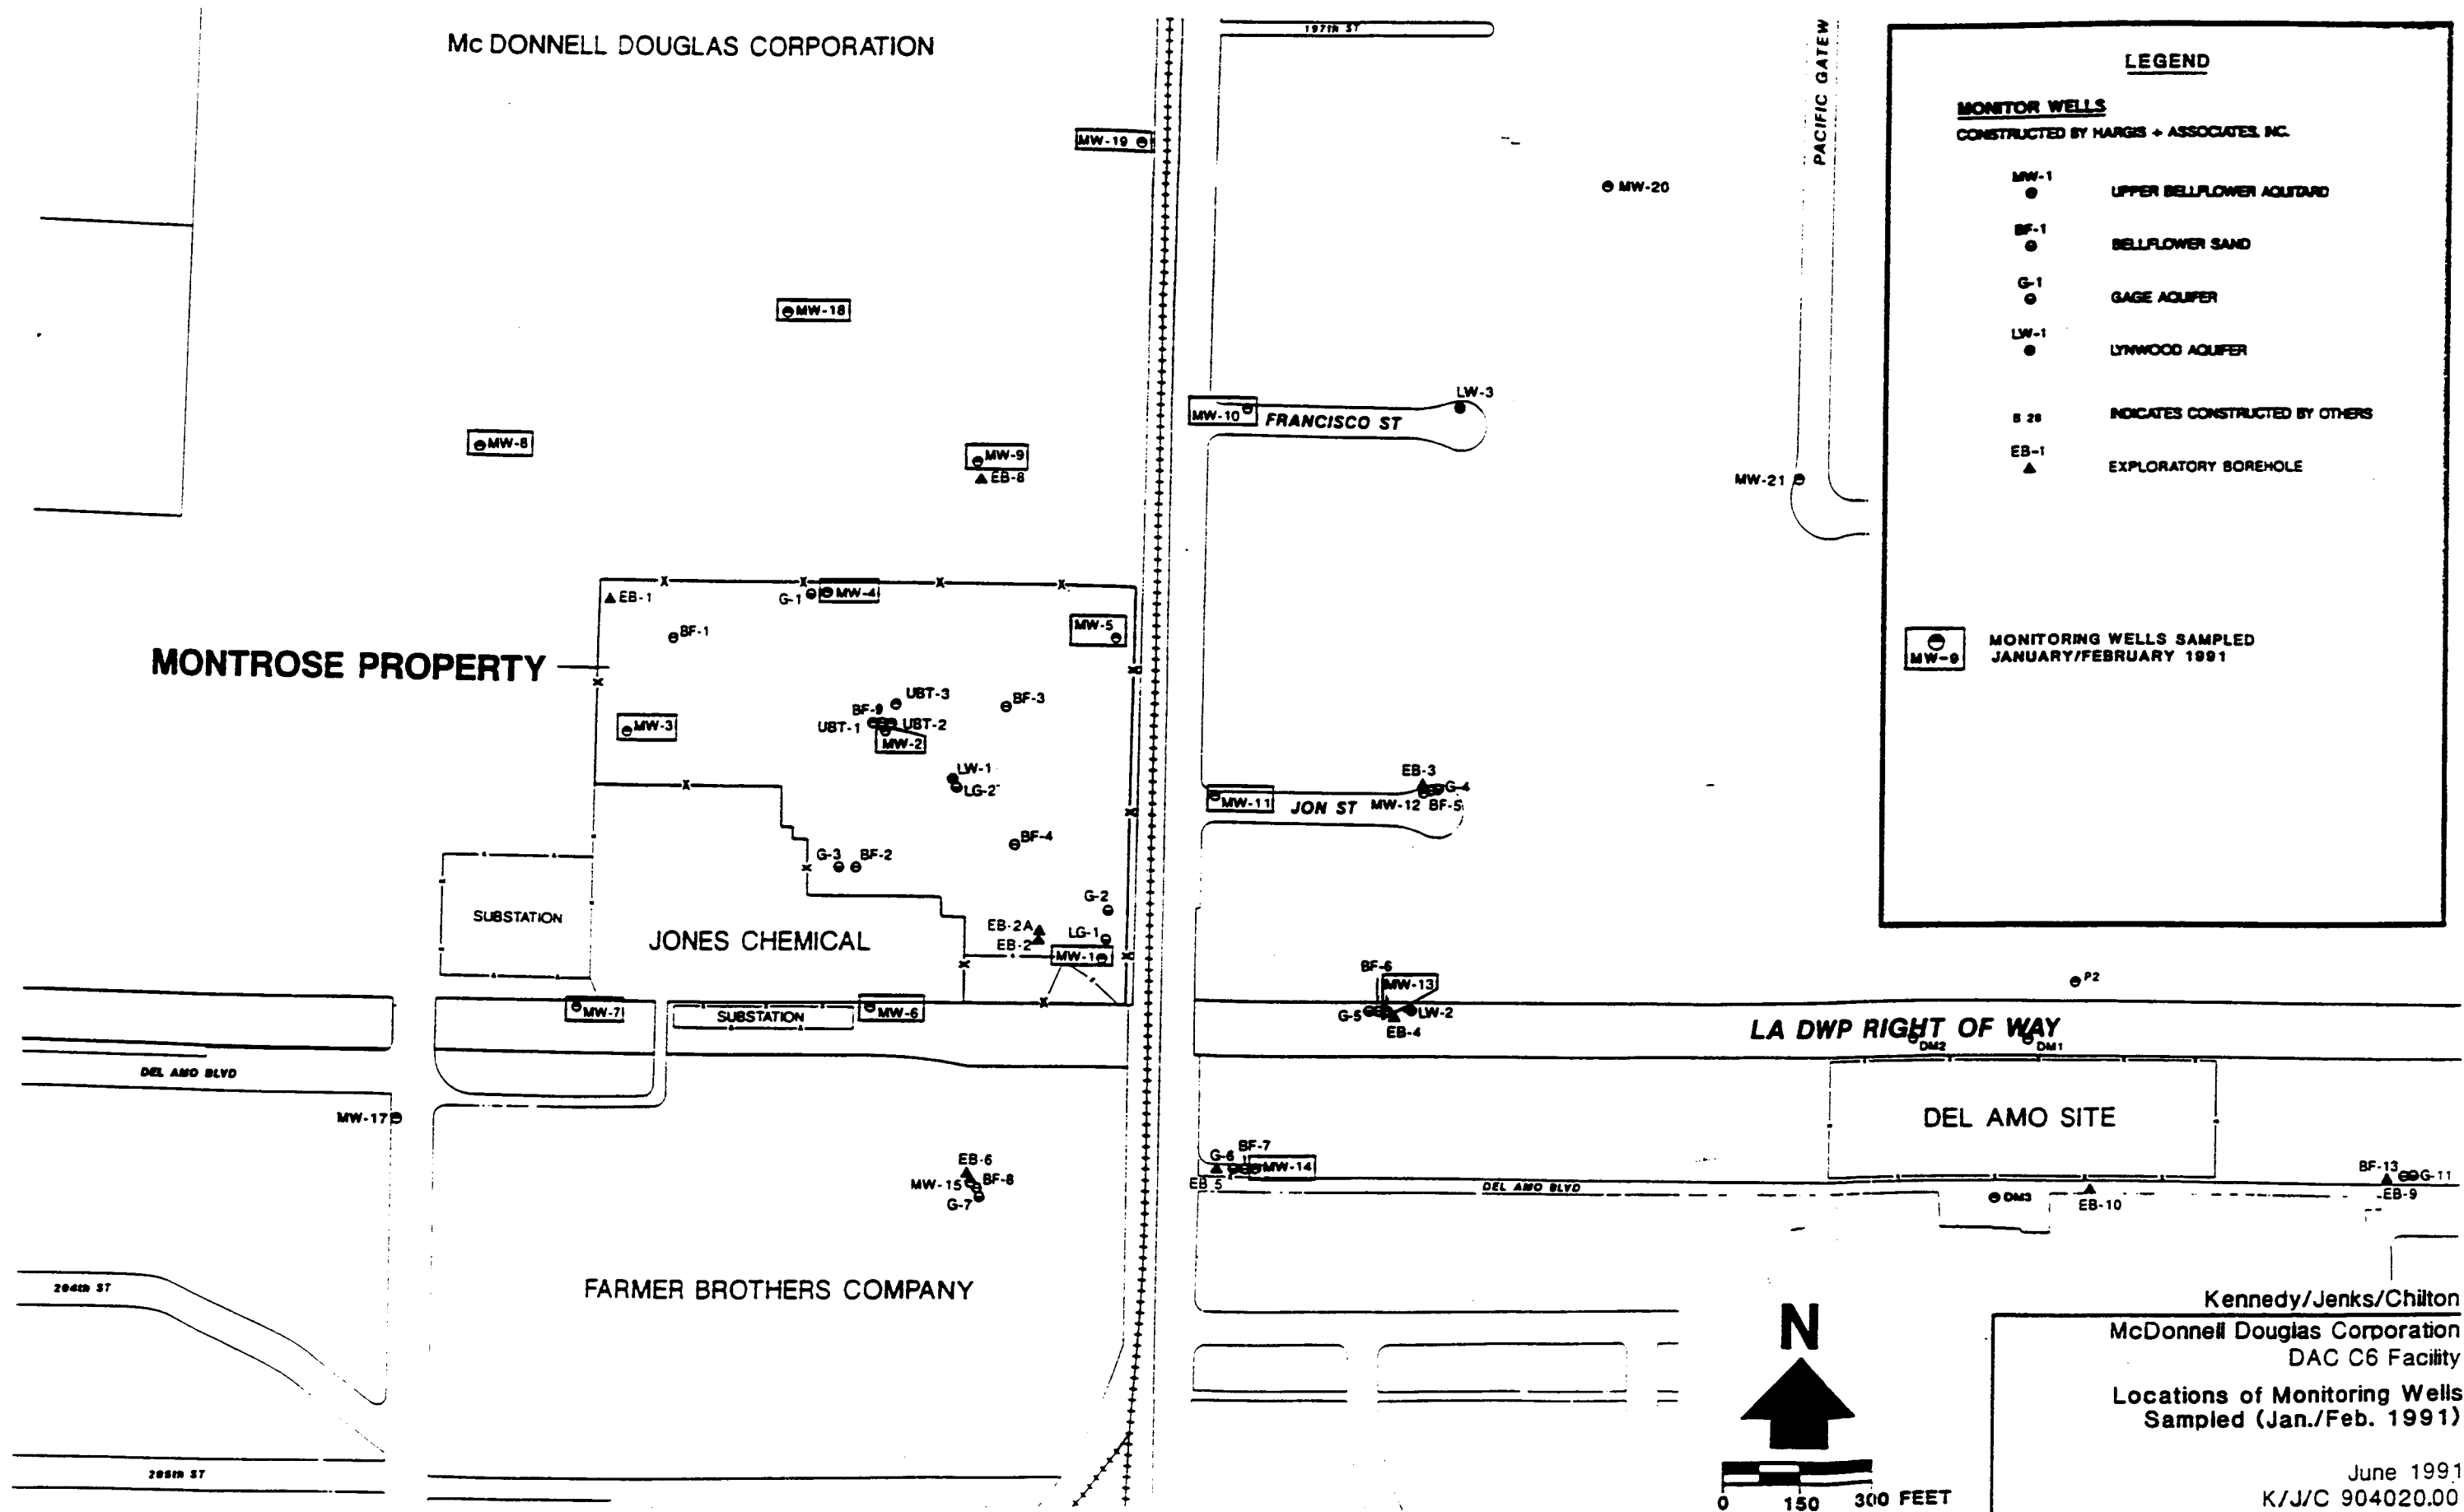 Mc DONNELL DOUGLAS CORPORATION
197th ST
PACIFIC GATEW
MW-19
MW-20
MW-18
MW-8
MW-9
EB-8
MW-10
FRANCISCO ST
LW-3
MW-21
LEGEND
MONITOR WELLS
CONSTRUCTED BY HARGIS + ASSOCIATES, INC.
MW-1
UPPER BELLFLOWER AQUITARD
BF-1
BELLFLOWER SAND
G-1
GAGE AQUIFER
LW-1
LYNWOOD AQUIFER
B 26
INDICATES CONSTRUCTED BY OTHERS
EB-1
EXPLORATORY BOREHOLE
MW-9
MONITORING WELLS SAMPLED
JANUARY/FEBRUARY 1991
EB-1
G-1
MW-4
BF-1
MW-5
MONTROSE PROPERTY
MW-3
UBT-3
BF-9
UBT-1
UBT-2
MW-2
BF-3
LW-1
LG-2
BF-4
G-3
BF-2
EB-3
G-4
MW-11
JON ST
MW-12
BF-5
SUBSTATION
JONES CHEMICAL
G-2
EB-2A
EB-2
LG-1
MW-1
MW-7
SUBSTATION
MW-6
BF-6
MW-13
G-5
LW-2
EB-4
P2
LA DWP RIGHT OF WAY
DM2
DM1
DEL AMO BLVD
MW-17
DEL AMO SITE
EB-6
MW-15
BF-8
G-7
G-6
BF-7
MW-14
EB 5
DEL AMO BLVD
DM3
EB-10
BF-13
G-11
EB-9
204th ST
FARMER BROTHERS COMPANY
N
0 150 300 FEET
Kennedy/Jenks/Chilton
McDonnell Douglas Corporation
DAC C6 Facility
Locations of Monitoring Wells
Sampled (Jan./Feb. 1991)
June 1991
K/J/C 904020.00